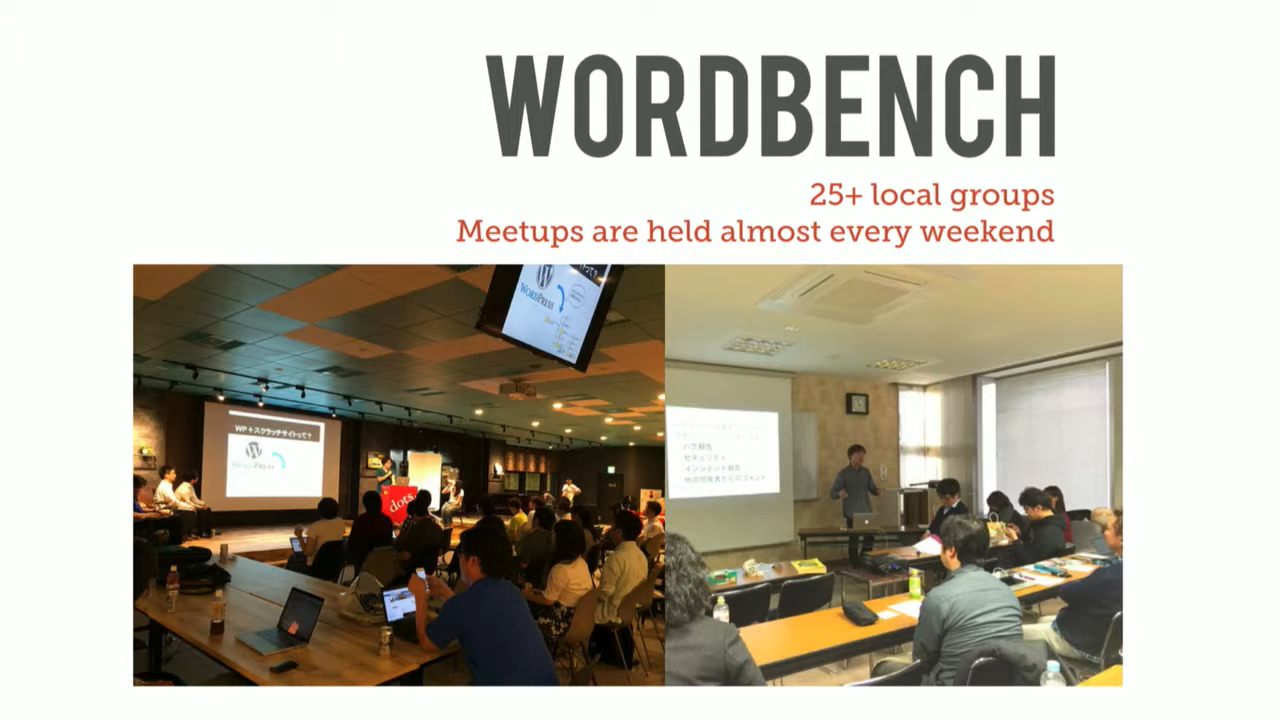 WORDBENCH
25+ local groups
Meetups are held almost every weekend
WORDPRESS
WP+スクラッチサイトって?
WORDPRESS
dots.
バグ報告
セキュリティ
インシデント報告
他の開発者からのコメント